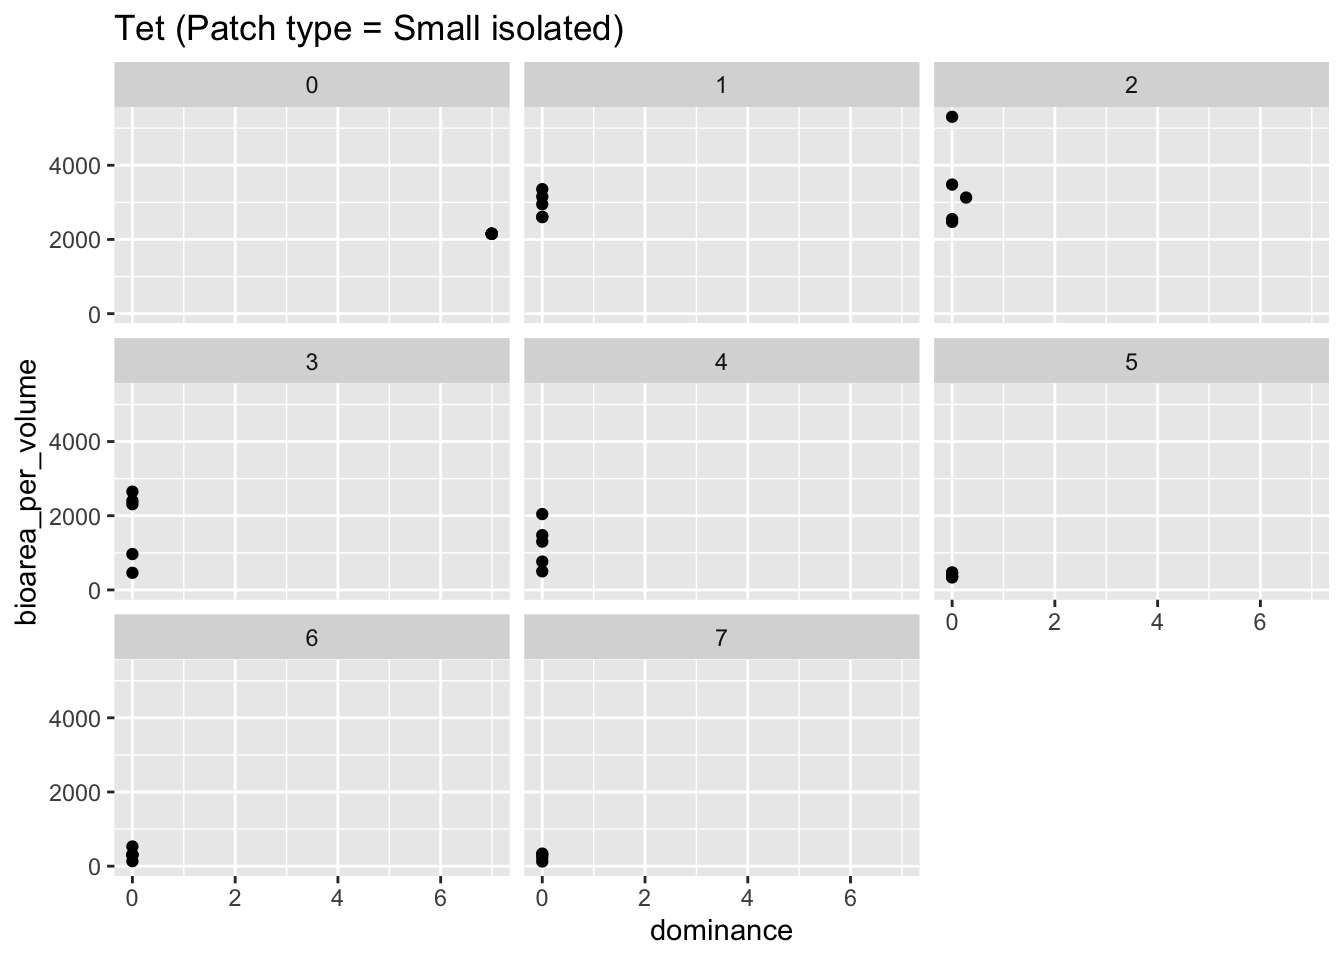 Tet (Patch type = Small isolated)
0 1 2
4000
2000
0
3 4 5
4000
2000
0
0 2 4 6
6 7
4000
2000
0
0 2 4 6 0 2 4 6
dominance
bioarea_per_volume